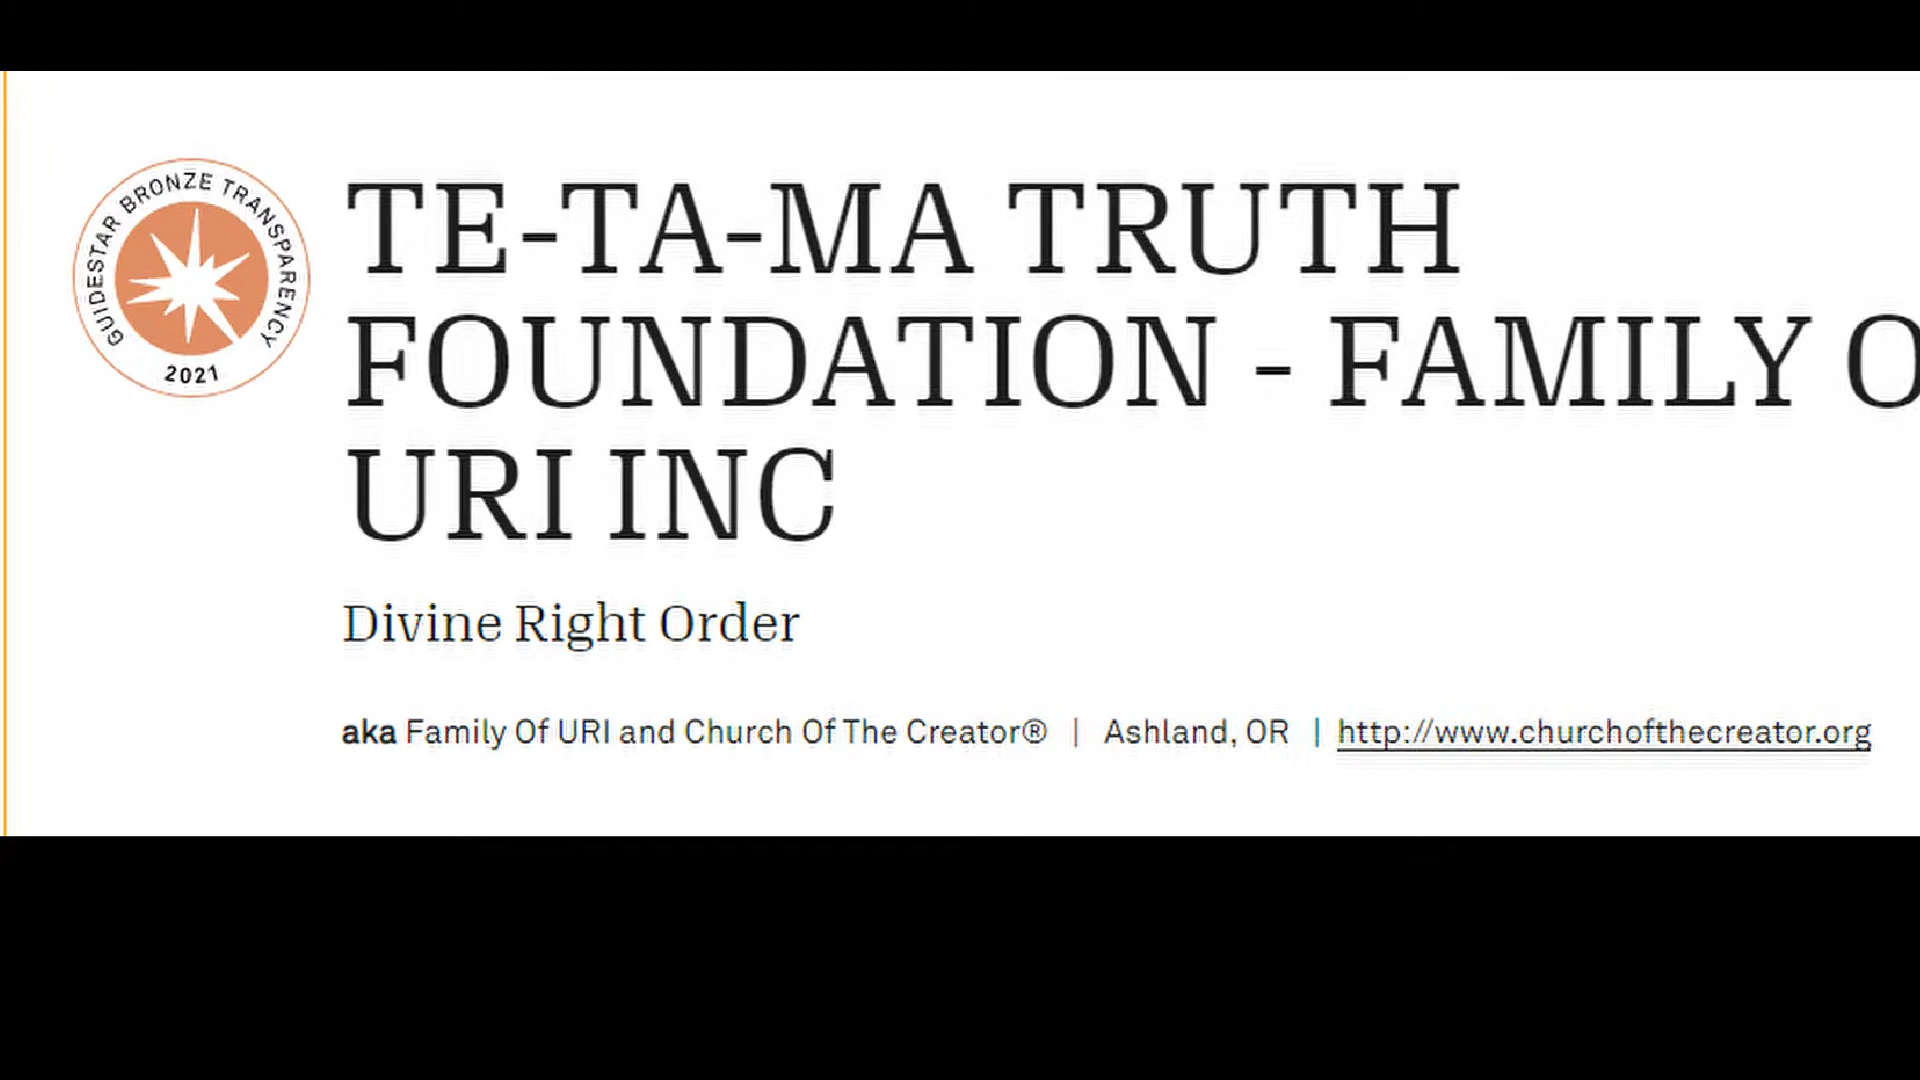 GUIDESTAR BRONZE TRANSPARENCY
2021
TE-TA-MA TRUTH
FOUNDATION - FAMILY O
URI INC
Divine Right Order
aka Family Of URI and Church Of The Creator® | Ashland, OR | http://www.churchofthecreator.org